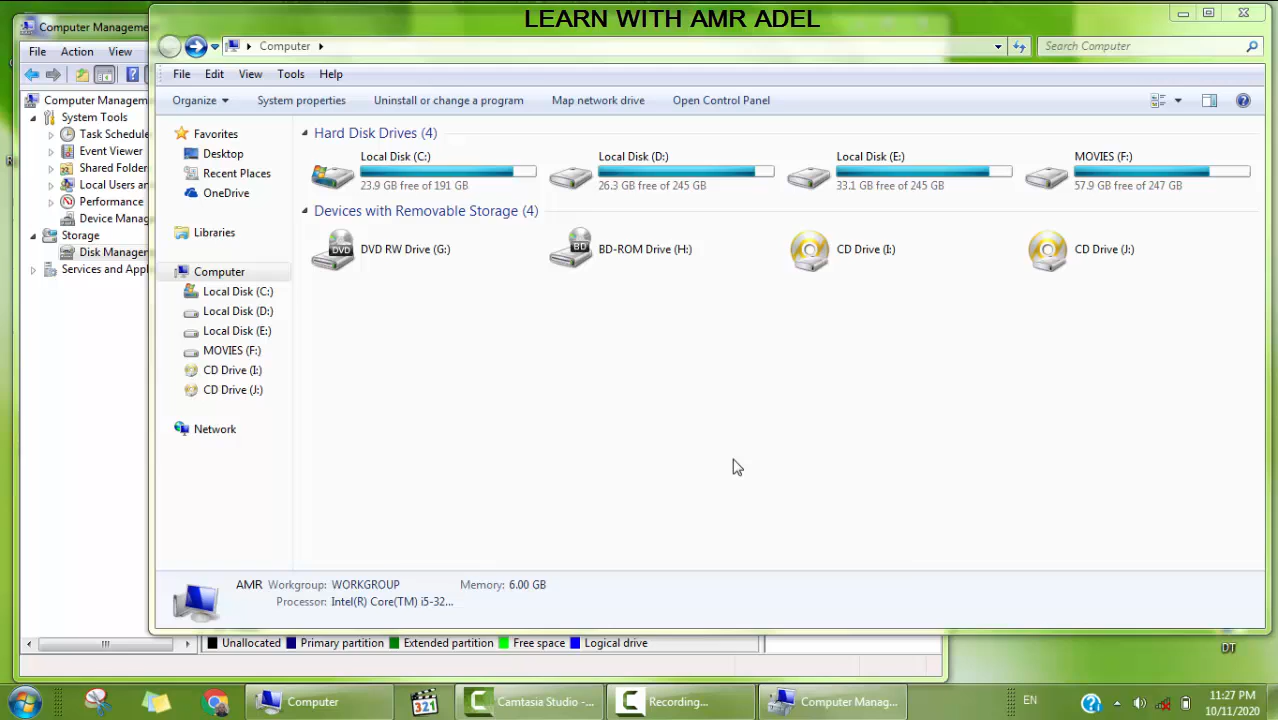 LEARN WITH AMR ADEL
Computer Manageme
File Action View
Computer Managem
System Tools
Task Schedule
Event Viewer
Shared Folder
Local Users an
Performance
Device Manag
Storage
Disk Manager
Services and Appl
Computer
Search Computer
File Edit View Tools Help
Organize System properties Uninstall or change a program Map network drive Open Control Panel
Favorites
Desktop
Recent Places
OneDrive
Libraries
Computer
Local Disk (C:)
Local Disk (D:)
Local Disk (E:)
MOVIES (F:)
CD Drive (I:)
CD Drive (J:)
Network
Hard Disk Drives (4)
Local Disk (C:)
23.9 GB free of 191 GB
Local Disk (D:)
26.3 GB free of 245 GB
Local Disk (E:)
33.1 GB free of 245 GB
MOVIES (F:)
57.9 GB free of 247 GB
Devices with Removable Storage (4)
DVD
DVD RW Drive (G:)
BD
BD-ROM Drive (H:)
CD Drive (I:)
CD Drive (J:)
AMR Workgroup: WORKGROUP Memory: 6.00 GB
Processor: Intel(R) Core(TM) i5-32...
Unallocated Primary partition Extended partition Free space Logical drive
DT
Computer
321
Camtasia Studio -...
Recording...
Computer Manag...
EN
11:27 PM
10/11/2020